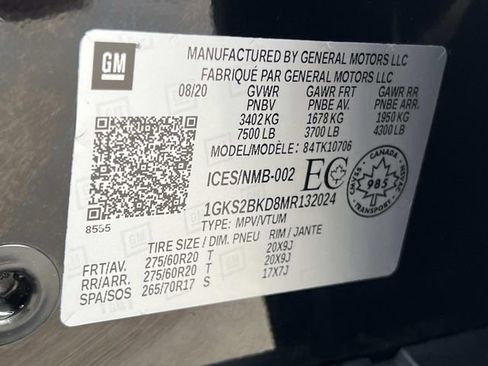 GM
MANUFACTURED BY GENERAL MOTORS LLC
FABRIQUÉ PAR GENERAL MOTORS LLC
08/20 GVWR GAWR FRT GAWR RR
PNBV PNBE AV. PNBE ARR.
3402 KG 1678 KG 1950 KG
7500 LB 3700 LB 4300 LB
MODEL/MODÈLE: 84TK10706
ICES/NMB-002 EC
CANADA
CMVSS NSVAC
985
TRANSPORT
1GKS2BKD8MR132024
TYPE: MPV/VTUM
8555
TIRE SIZE / DIM. PNEU RIM / JANTE
FRT/AV. 275/60R20 T 20X9J
RR/ARR. 275/60R20 T 20X9J
SPA/SOS 265/70R17 S 17X7J